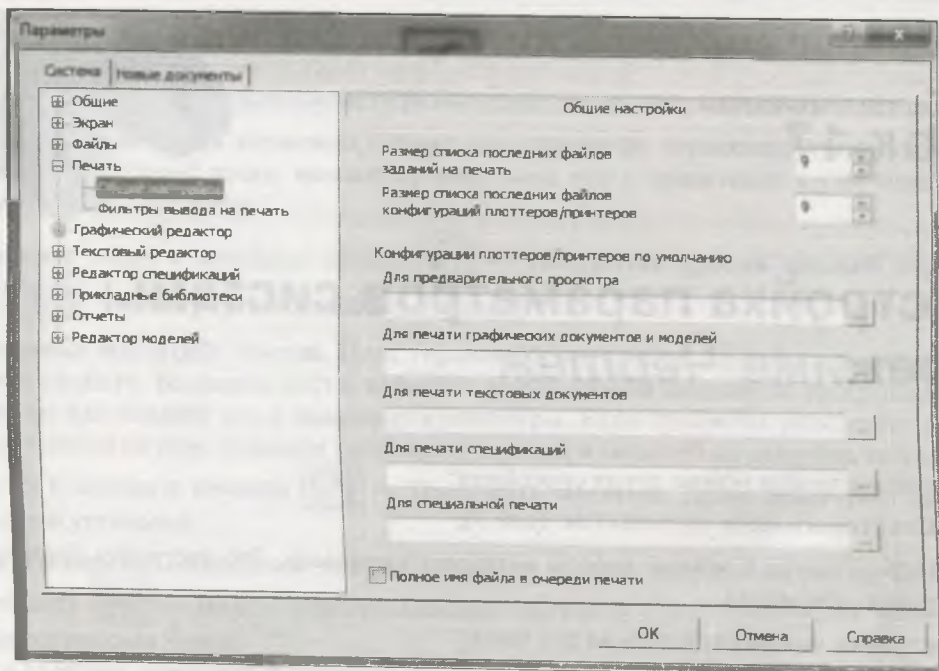 Параметры
Система Новые документы
Общие
Экран
Файлы
Печать
Фильтры вывода на печать
Графический редактор
Текстовый редактор
Редактор спецификаций
Прикладные библиотеки
Отчеты
Редактор моделей
Общие настройки
Размер списка последних файлов
заданий на печать
9
Размер списка последних файлов
конфигураций плоттеров/принтеров
9
Конфигурации плоттеров/принтеров по умолчанию
Для предварительного просмотра
Для печати графических документов и моделей
Для печати текстовых документов
Для печати спецификаций
Для специальной печати
Полное имя файла в очереди печати
OK Отмена Справка